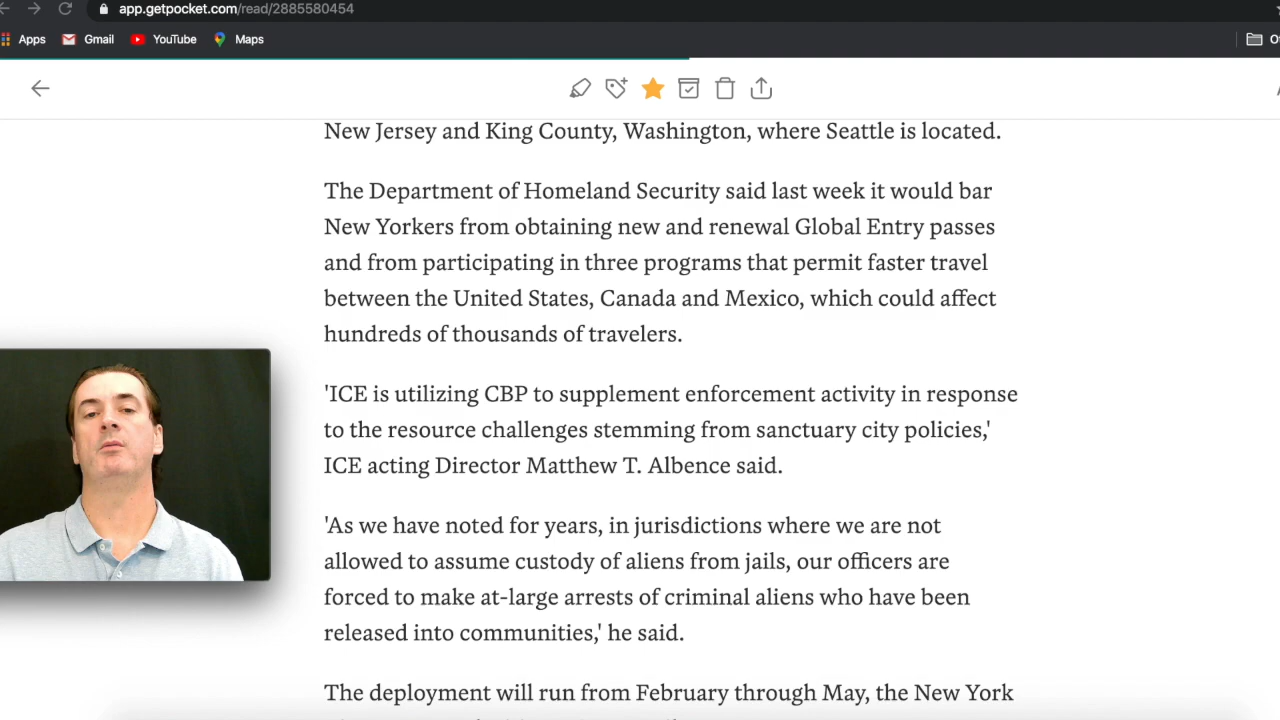 app.getpocket.com/read/2885580454
Apps Gmail YouTube Maps
New Jersey and King County, Washington, where Seattle is located.
The Department of Homeland Security said last week it would bar
New Yorkers from obtaining new and renewal Global Entry passes
and from participating in three programs that permit faster travel
between the United States, Canada and Mexico, which could affect
hundreds of thousands of travelers.
'ICE is utilizing CBP to supplement enforcement activity in response
to the resource challenges stemming from sanctuary city policies,'
ICE acting Director Matthew T. Albence said.
'As we have noted for years, in jurisdictions where we are not
allowed to assume custody of aliens from jails, our officers are
forced to make at-large arrests of criminal aliens who have been
released into communities,' he said.
The deployment will run from February through May, the New York